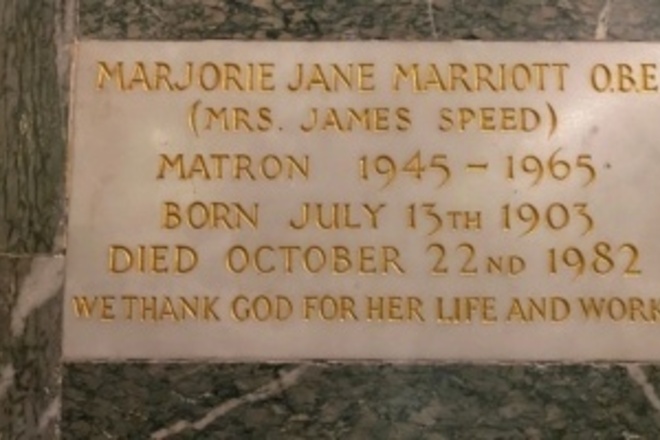 MARJORIE JANE MARRIOTT O.B.E
(MRS. JAMES SPEED)
MATRON 1945 - 1965.
BORN JULY 13TH 1903
DIED OCTOBER 22ND 1982
WE THANK GOD FOR HER LIFE AND WORK